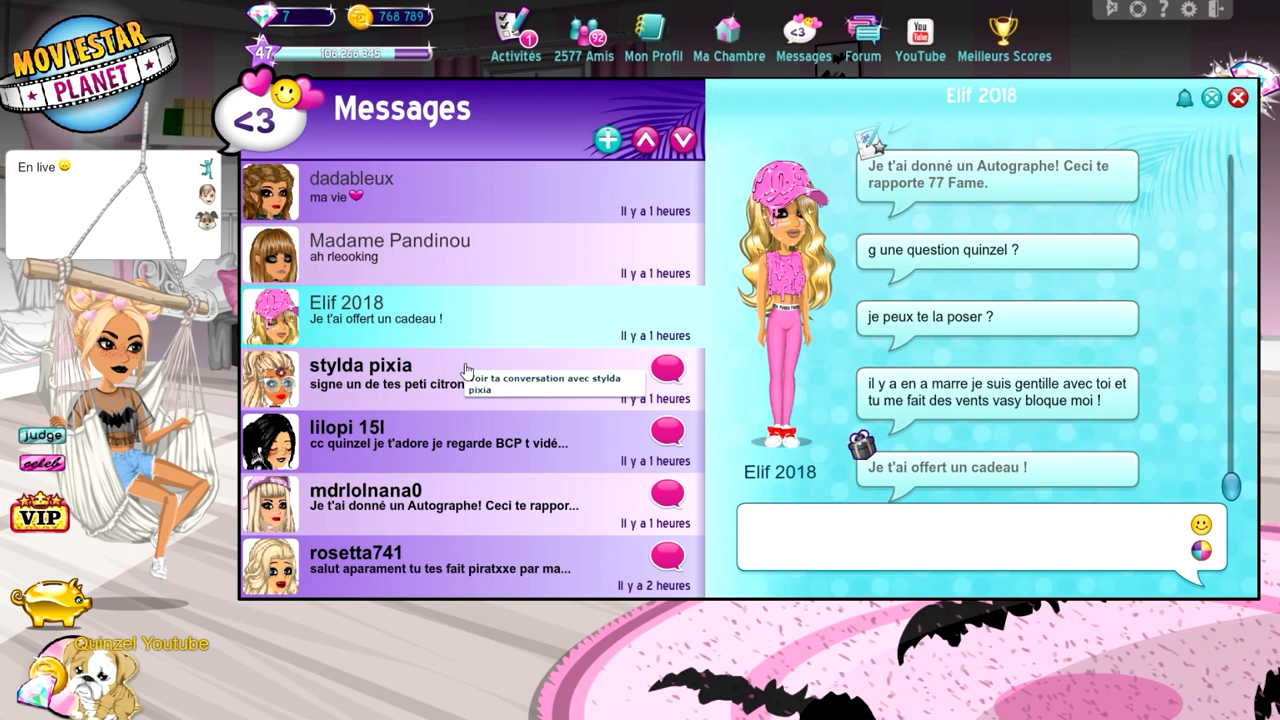 MOVIESTAR
PLANET
7
768 789
47
106 266 345
1
Activités
92
2577 Amis
Mon Profil
Ma Chambre
<3
Messages
Forum
You
Tube
YouTube
Meilleurs Scores
<3
Messages
En live
dadableux
ma vie
Il y a 1 heures
Madame Pandinou
ah rleooking
Il y a 1 heures
Elif 2018
Je t'ai offert un cadeau !
Il y a 1 heures
stylda pixia
signe un de tes peti citron
Il y a 1 heures
Voir ta conversation avec stylda
pixia
lilopi 15l
cc quinzel je t'adore je regarde BCP t vidé...
Il y a 1 heures
mdrlolnana0
Je t'ai donné un Autographe! Ceci te rappor...
Il y a 1 heures
rosetta741
salut aparament tu tes fait piratxxe par ma...
Il y a 2 heures
Elif 2018
Je t'ai donné un Autographe! Ceci te
rapporte 77 Fame.
g une question quinzel ?
je peux te la poser ?
il y a en a marre je suis gentille avec toi et
tu me fait des vents vasy bloque moi !
Je t'ai offert un cadeau !
Elif 2018
judge
celeb
VIP
Quinzel Youtube